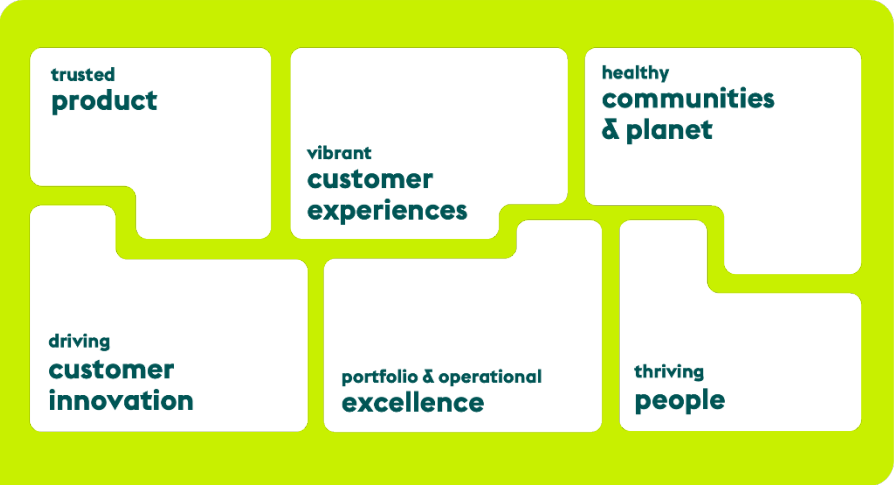 trusted
product
vibrant
customer
experiences
healthy
communities
& planet
driving
customer
innovation
portfolio & operational
excellence
thriving
people